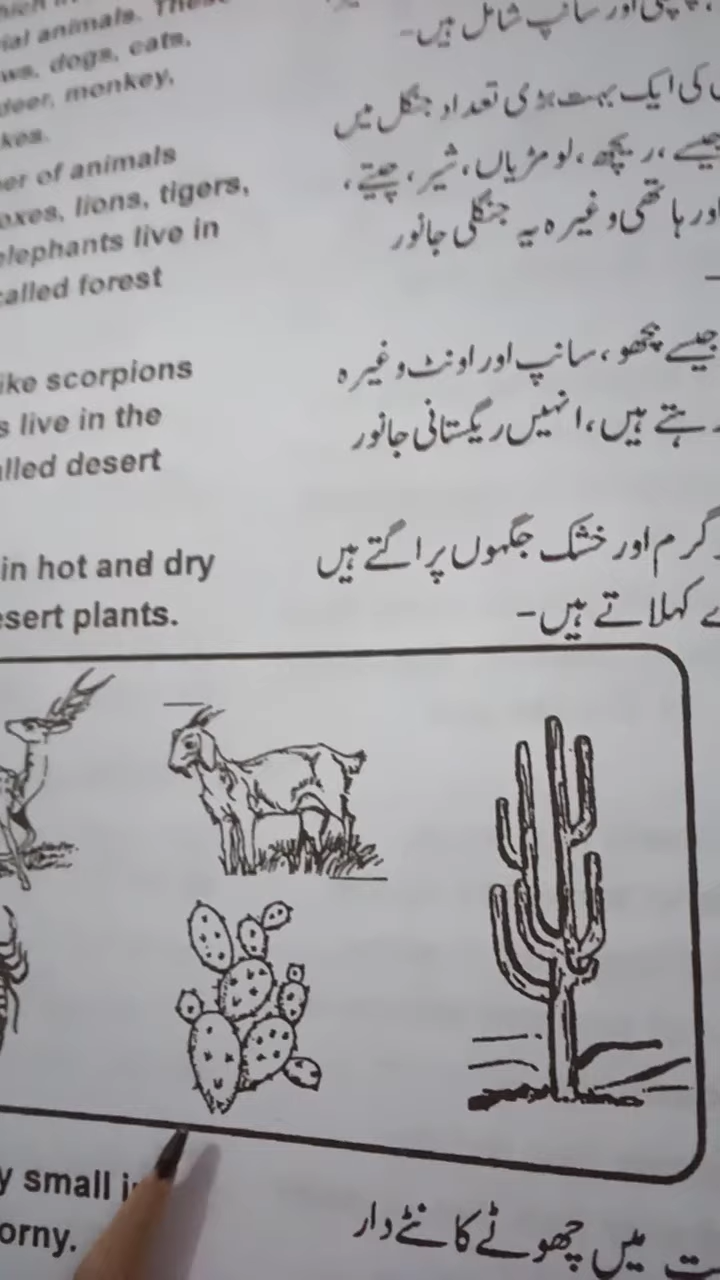 ial animals. These
ws, dogs, cats,
deer, monkey,
kes.
er of animals
oxes, lions, tigers,
elephants live in
called forest
ike scorpions
s live in the
alled desert
in hot and dry
esert plants.
y small
orny.
اور سانپ شامل ہیں۔
کی ایک بہت بڑی تعداد جنگل میں
جیسے ،ریچھ ،لومڑیاں، شیر، چیتے،
اور ہاتھی وغیرہ یہ جنگلی جانور
جیسے بچھو، سانپ اور اونٹ وغیرہ
رہتے ہیں، انہیں ریگستانی جانور
گرم اور خشک جگہوں پر اگتے ہیں
کہلاتے ہیں۔
میں چھوٹے کانٹے دار